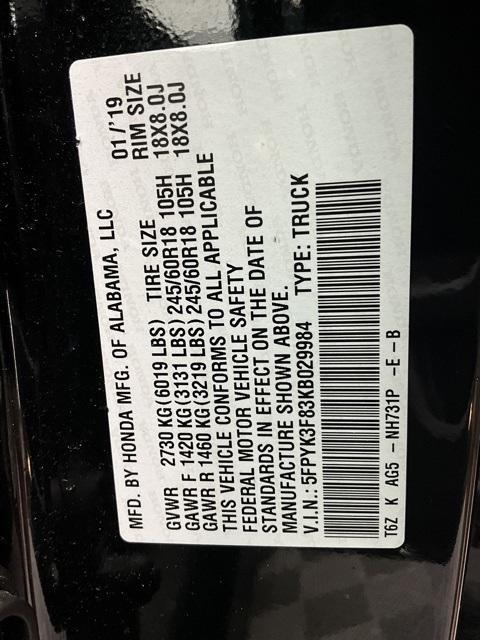 MFD. BY HONDA MFG. OF ALABAMA, LLC 01/'19
GVWR 2730 KG (6019 LBS) TIRE SIZE RIM SIZE
GAWR F 1420 KG (3131 LBS) 245/60R18 105H 18X8.0J
GAWR R 1460 KG (3219 LBS) 245/60R18 105H 18X8.0J
THIS VEHICLE CONFORMS TO ALL APPLICABLE
FEDERAL MOTOR VEHICLE SAFETY
STANDARDS IN EFFECT ON THE DATE OF
MANUFACTURE SHOWN ABOVE.
V.I.N.: 5FPYK3F83KB029984 TYPE: TRUCK
T6Z K AG5 - NH731P - E - B